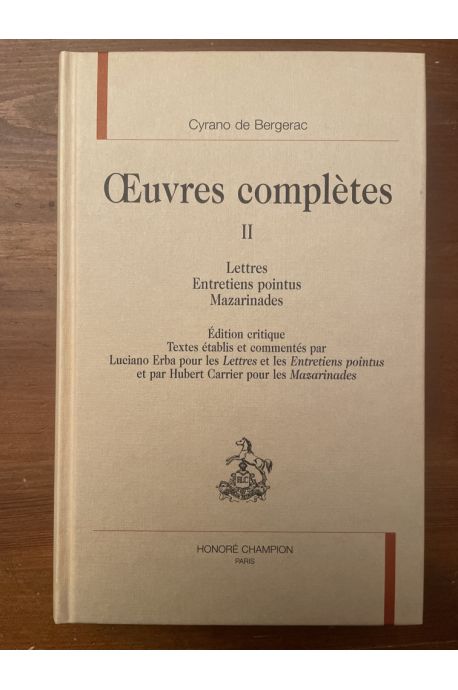 Cyrano de Bergerac
Œuvres complètes
II
Lettres
Entretiens pointus
Mazarinades
Édition critique
Textes établis et commentés par
Luciano Erba pour les Lettres et les Entretiens pointus
et par Hubert Carrier pour les Mazarinades
HONORÉ CHAMPION
PARIS